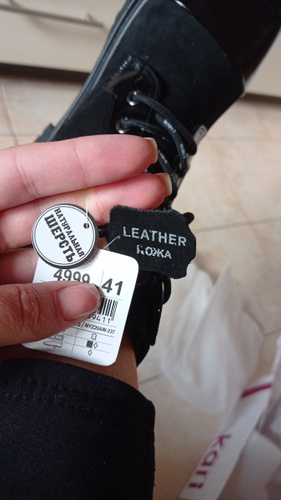 НАТУРАЛЬНАЯ
ШЕРСТЬ
LEATHER
КОЖА
4999 41
kari